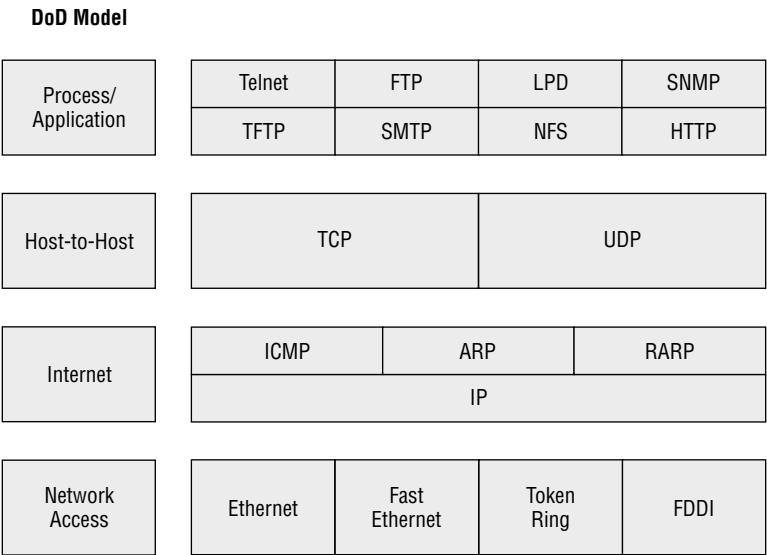 DoD Model
Process/
Application
Telnet
FTP
LPD
SNMP
TFTP
SMTP
NFS
HTTP
Host-to-Host
TCP
UDP
Internet
ICMP
ARP
RARP
IP
Network
Access
Ethernet
Fast
Ethernet
Token
Ring
FDDI